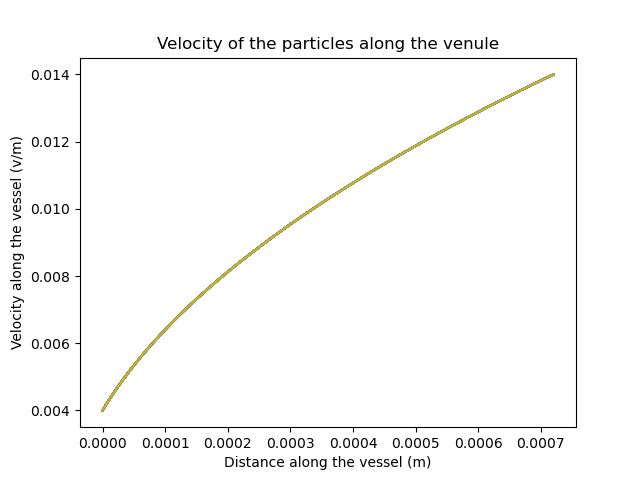 Velocity of the particles along the venule
0.014
0.012
0.010
0.008
0.006
0.004
Velocity along the vessel (v/m)
0.0000 0.0001 0.0002 0.0003 0.0004 0.0005 0.0006 0.0007
Distance along the vessel (m)